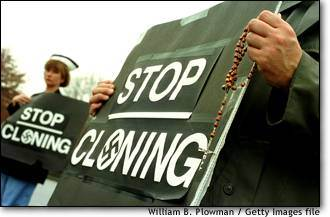 STOP
CLONING
STOP
CLONING
William B. Plowman / Getty Images file